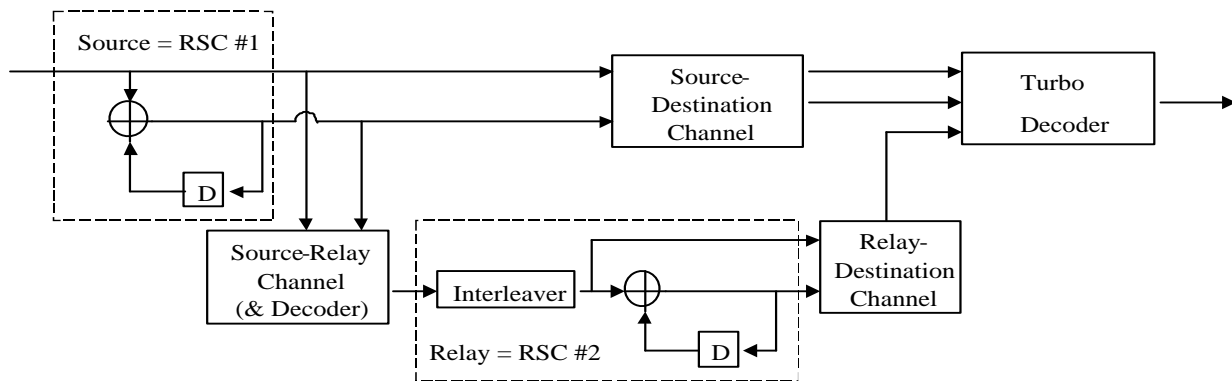 Source = RSC #1
D
Source-
Destination
Channel
Turbo
Decoder
Source-Relay
Channel
(& Decoder)
Interleaver
D
Relay = RSC #2
Relay-
Destination
Channel